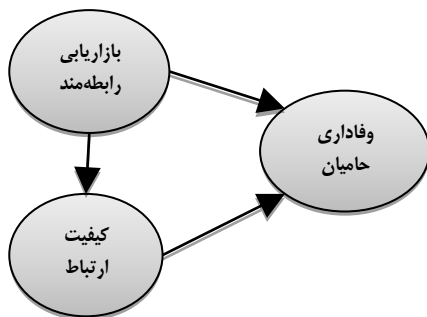 بازاریابی
رابطه‌مند
وفاداری
حامیان
کیفیت
ارتباط